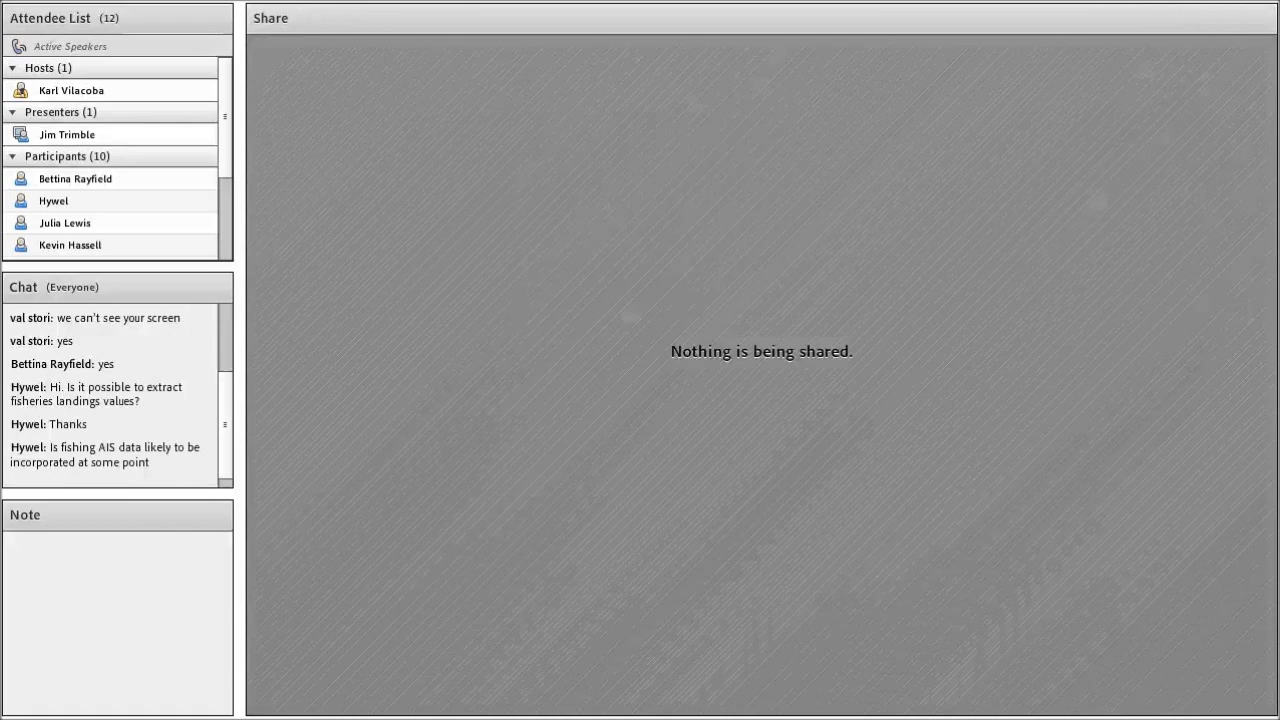 Attendee List (12)
Active Speakers
Hosts (1)
Karl Vilacoba
Presenters (1)
Jim Trimble
Participants (10)
Bettina Rayfield
Hywel
Julia Lewis
Kevin Hassell
Chat (Everyone)
val stori: we can't see your screen
val stori: yes
Bettina Rayfield: yes
Hywel: Hi. Is it possible to extract
fisheries landings values?
Hywel: Thanks
Hywel: Is fishing AIS data likely to be
incorporated at some point
Note
Share
Nothing is being shared.